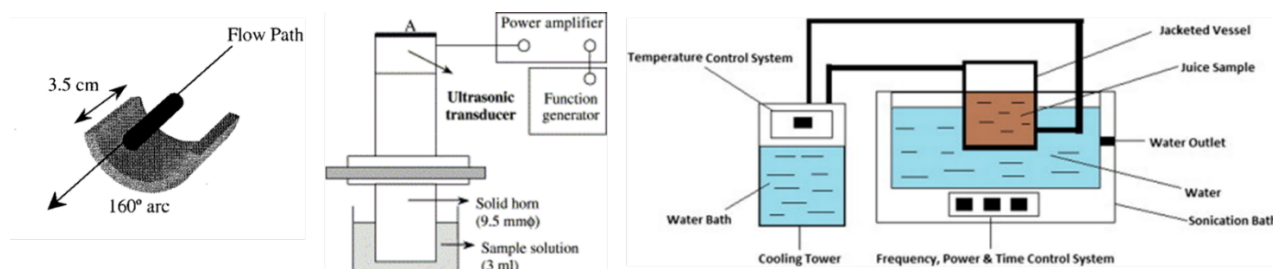 Flow Path
3.5 cm
160° arc
A
Power amplifier
Ultrasonic
transducer
Function
generator
Solid horn
(9.5 mmϕ)
Sample solution
(3 ml)
Temperature Control System
Jacketed Vessel
Juice Sample
Water Outlet
Water
Water Bath
Sonication Bath
Cooling Tower
Frequency, Power & Time Control System